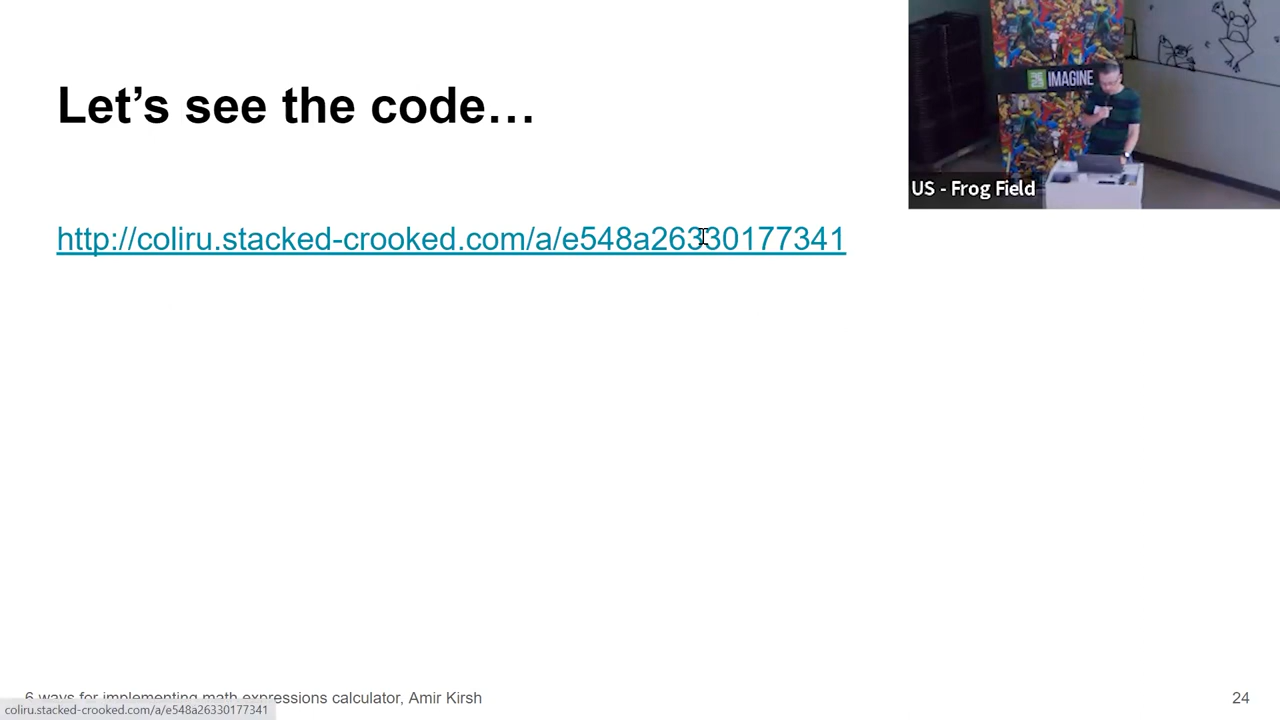 Let’s see the code…
http://coliru.stacked-crooked.com/a/e548a26330177341
IMAGINE
US - Frog Field
6 ways for implementing math expressions calculator, Amir Kirsh
24
coliru.stacked-crooked.com/a/e548a26330177341